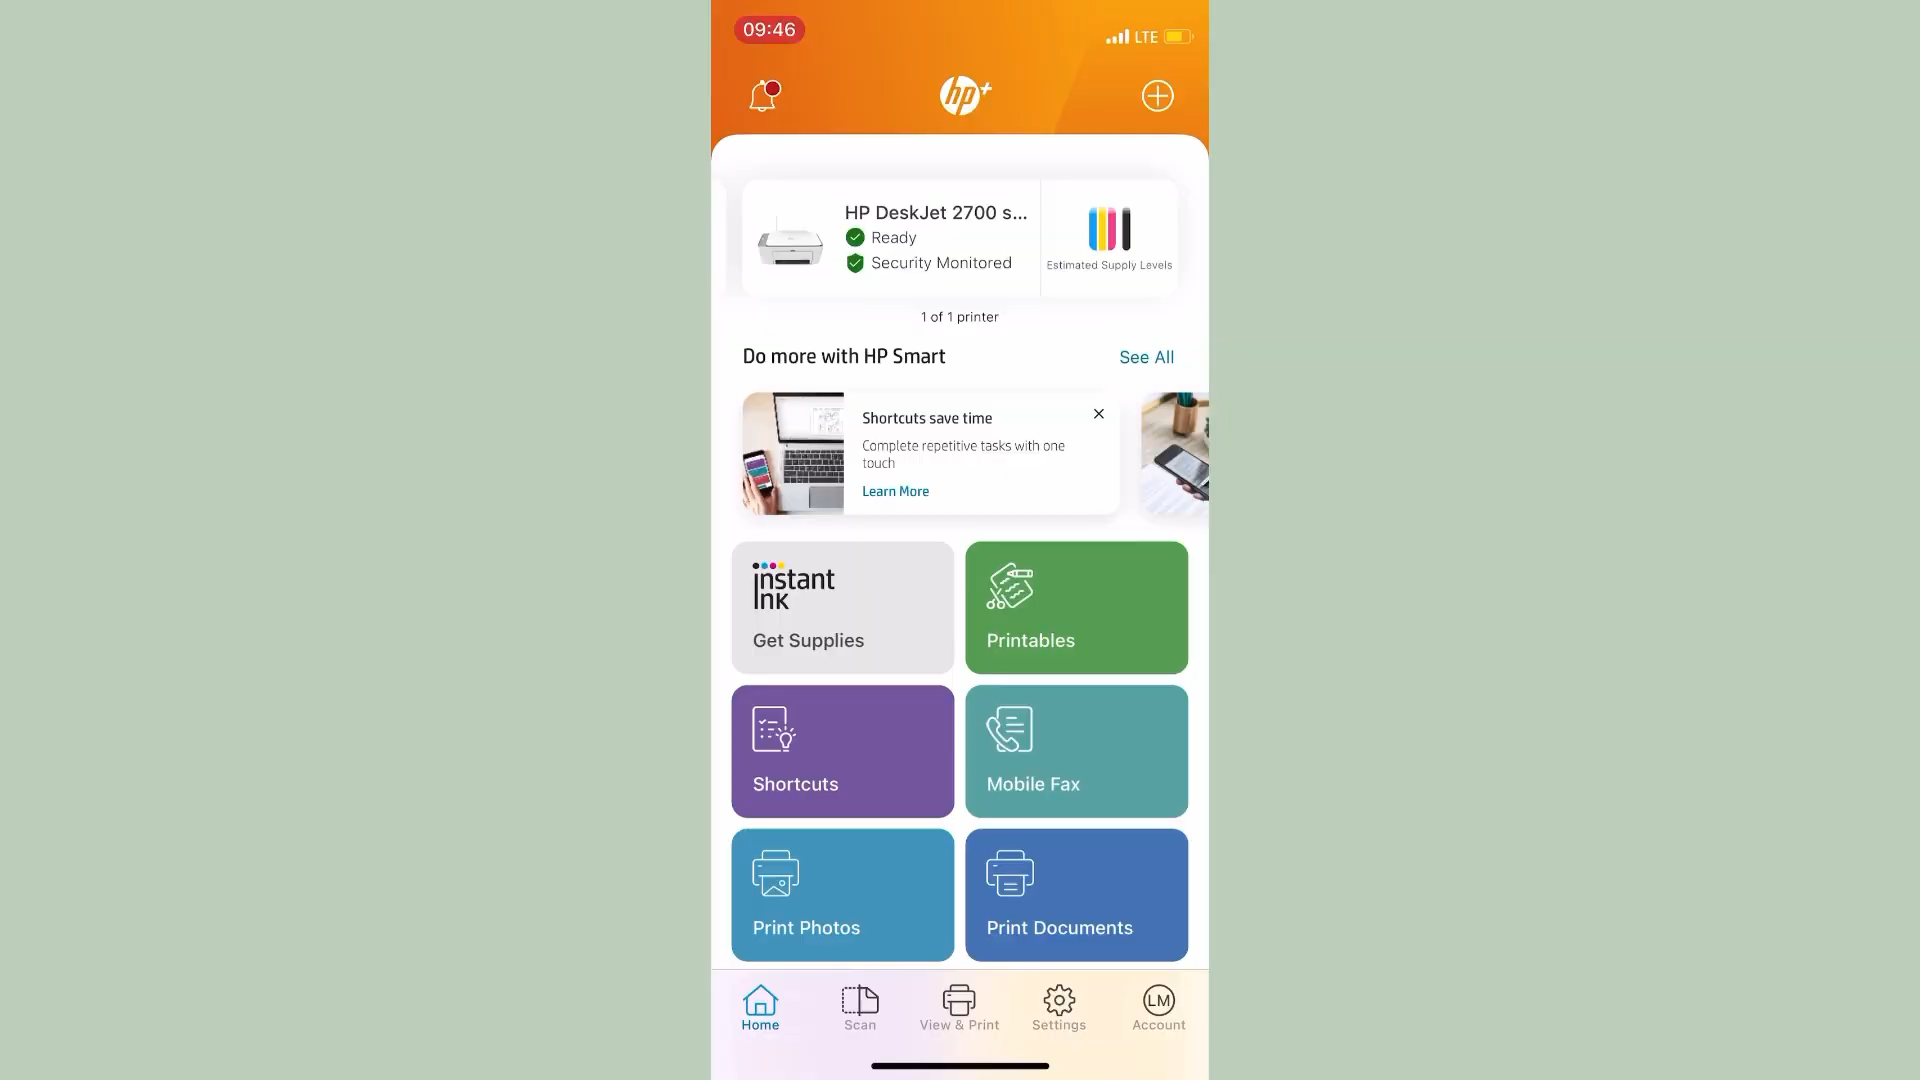 09:46
LTE
hp+
HP DeskJet 2700 s...
Ready
Security Monitored
Estimated Supply Levels
1 of 1 printer
Do more with HP Smart
See All
Shortcuts save time
Complete repetitive tasks with one
touch
Learn More
instant
ink
Get Supplies
Printables
Shortcuts
Mobile Fax
Print Photos
Print Documents
Home
Scan
View & Print
Settings
LM
Account